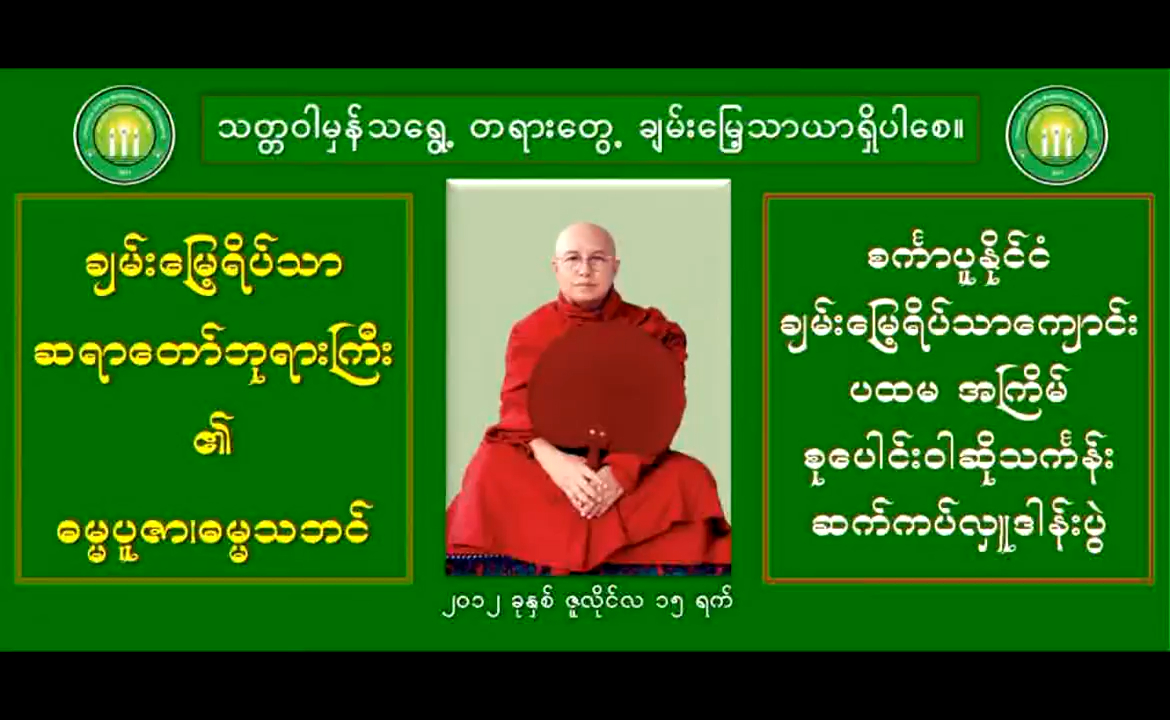 သတ္တဝါမှန်သရွေ့ တရားတွေ့ ချမ်းမြေ့သာယာရှိပါစေ။
ချမ်းမြေ့ရိပ်သာ
ဆရာတော်ဘုရားကြီး
၏
ဓမ္မပူဇာ၊ဓမ္မသဘင်
စင်္ကာပူနိုင်ငံ
ချမ်းမြေ့ရိပ်သာကျောင်း
ပထမ အကြိမ်
စုပေါင်းဝါဆိုသင်္ကန်း
ဆက်ကပ်လှူဒါန်းပွဲ
၂၀၁၂ ခုနှစ် ဇူလိုင်လ ၁၅ ရက်